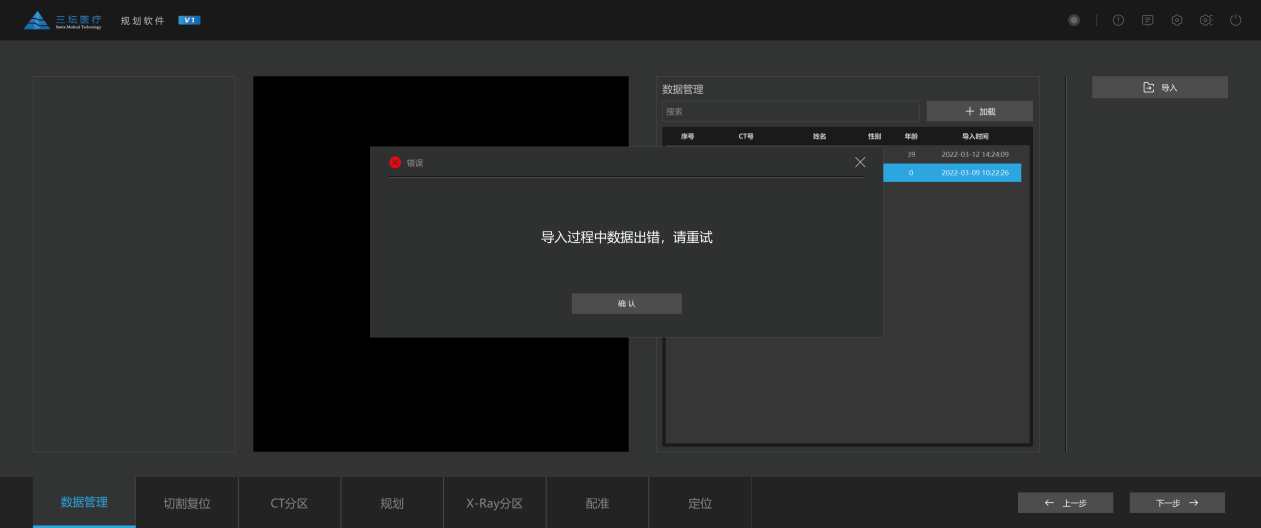 三坛医疗
Santa Medical Technology
规划软件
V1
数据管理
搜索
加载
序号 CT号 姓名 性别 年龄 导入时间
39 2022-03-12 14:24:09
0 2022-03-09 10:22:26
导入
错误
导入过程中数据出错，请重试
确认
数据管理 切割复位 CT分区 规划 X-Ray分区 配准 定位
上一步 下一步